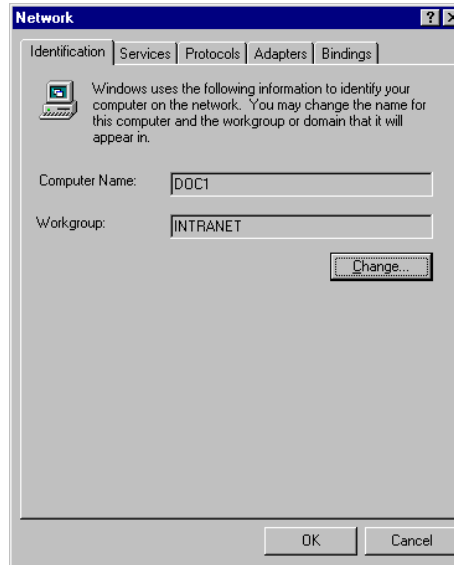 Network
Identification Services Protocols Adapters Bindings
Windows uses the following information to identify your
computer on the network. You may change the name for
this computer and the workgroup or domain that it will
appear in.
Computer Name: DOC1
Workgroup: INTRANET
Change...
OK Cancel